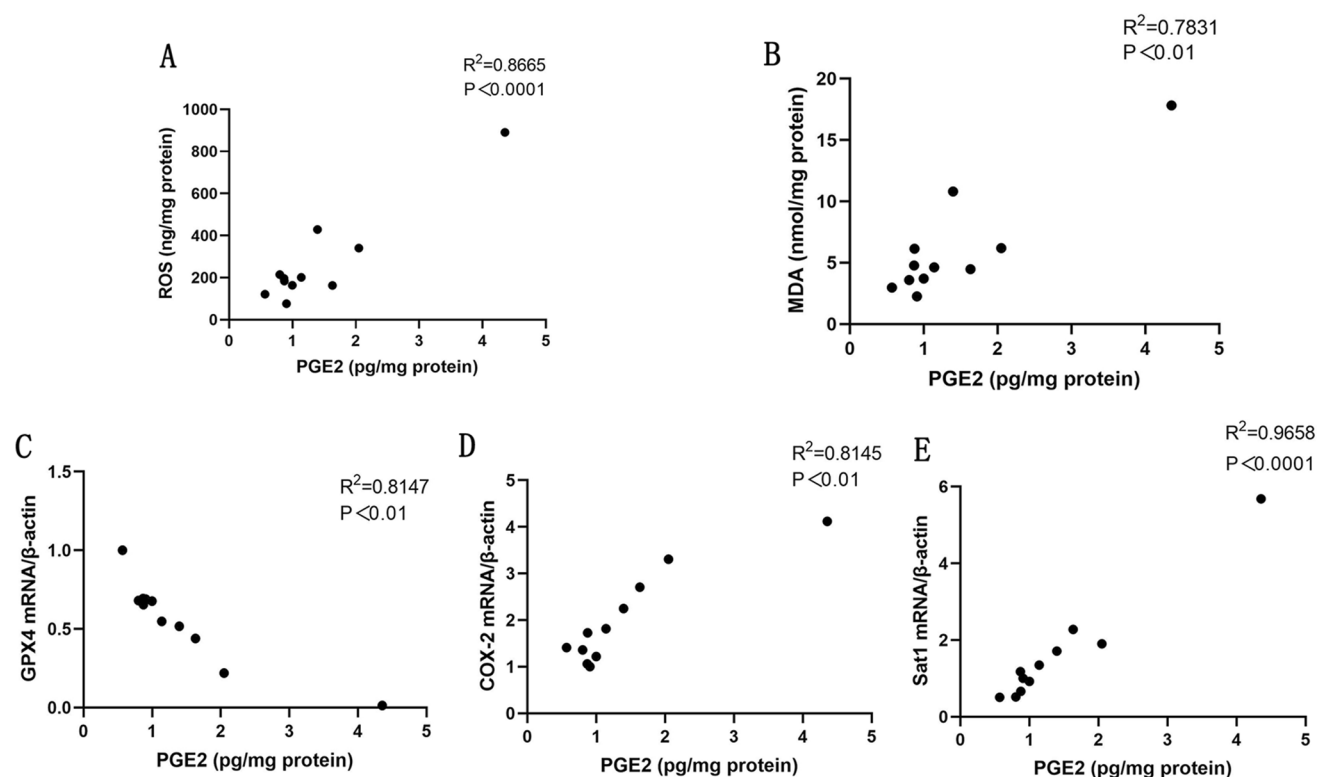 A
R²=0.8665
P<0.0001
ROS (ng/mg protein)
1000
800
600
400
200
0
0 1 2 3 4 5
PGE2 (pg/mg protein)
B
R²=0.7831
P<0.01
MDA (nmol/mg protein)
20
15
10
5
0
0 1 2 3 4 5
PGE2 (pg/mg protein)
C
R²=0.8147
P<0.01
GPX4 mRNA/β-actin
1.5
1.0
0.5
0.0
0 1 2 3 4 5
PGE2 (pg/mg protein)
D
R²=0.8145
P<0.01
COX-2 mRNA/β-actin
5
4
3
2
1
0
0 1 2 3 4 5
PGE2 (pg/mg protein)
E
R²=0.9658
P<0.0001
Sat1 mRNA/β-actin
6
4
2
0
0 1 2 3 4 5
PGE2 (pg/mg protein)